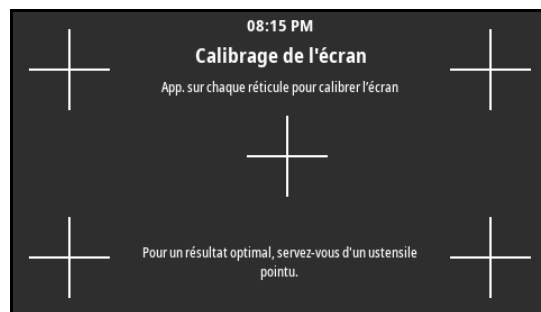 08:15 PM
Calibrage de l'écran
App. sur chaque réticule pour calibrer l'écran
Pour un résultat optimal, servez-vous d'un ustensile
pointu.